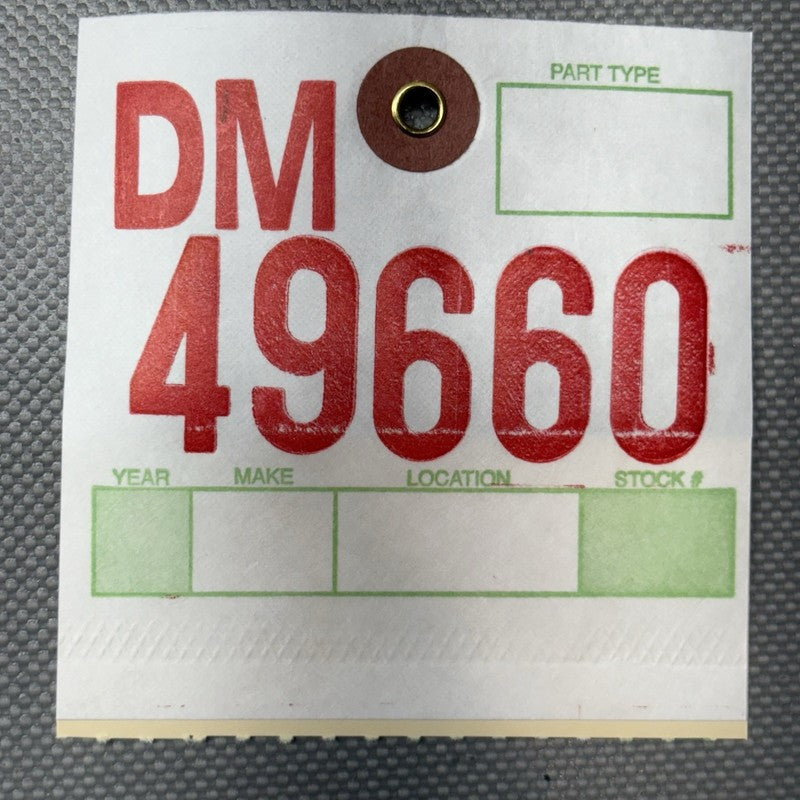 DM
PART TYPE
49660
YEAR MAKE LOCATION STOCK #